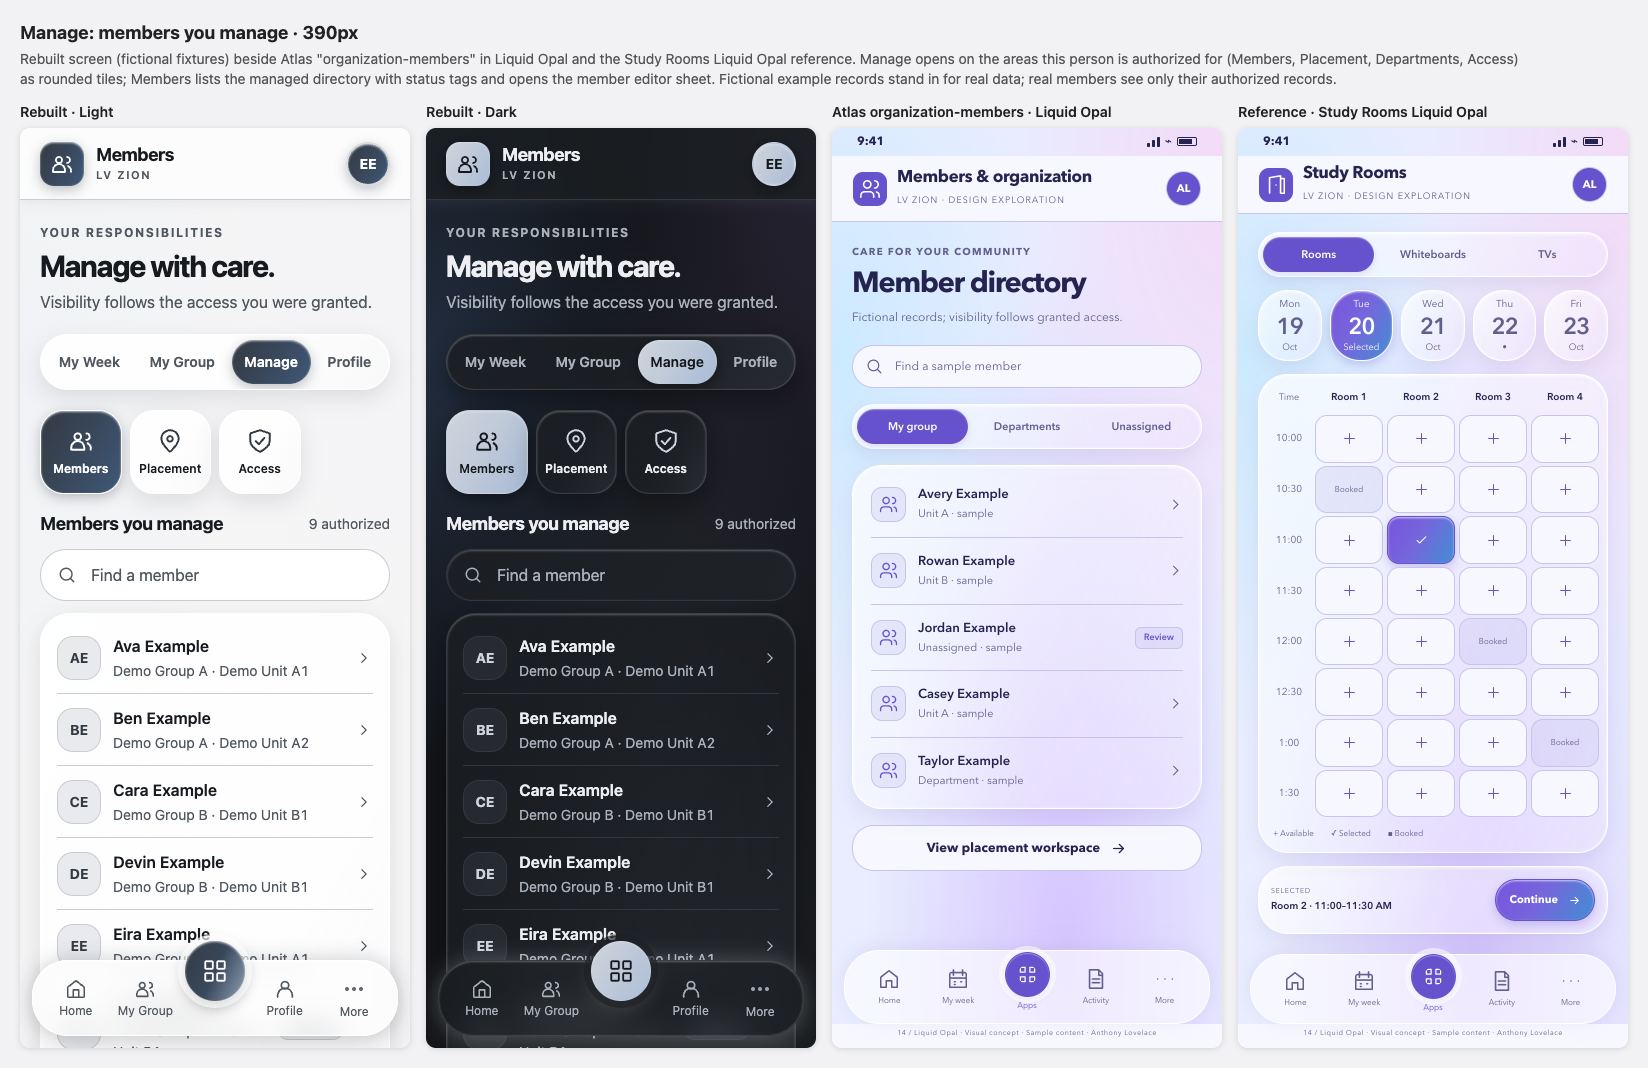 Manage: members you manage · 390px
Rebuilt screen (fictional fixtures) beside Atlas "organization-members" in Liquid Opal and the Study Rooms Liquid Opal reference. Manage opens on the areas this person is authorized for (Members, Placement, Departments, Access)
as rounded tiles; Members lists the managed directory with status tags and opens the member editor sheet. Fictional example records stand in for real data; real members see only their authorized records.
Rebuilt · Light
Members
LV ZION
EE
YOUR RESPONSIBILITIES
Manage with care.
Visibility follows the access you were granted.
My Week My Group Manage Profile
Members Placement Access
Members you manage 9 authorized
Find a member
AE Ava Example
Demo Group A · Demo Unit A1
BE Ben Example
Demo Group A · Demo Unit A2
CE Cara Example
Demo Group B · Demo Unit B1
DE Devin Example
Demo Group B · Demo Unit B1
EE Eira Example
Home My Group Profile More
Rebuilt · Dark
Members
LV ZION
EE
YOUR RESPONSIBILITIES
Manage with care.
Visibility follows the access you were granted.
My Week My Group Manage Profile
Members Placement Access
Members you manage 9 authorized
Find a member
AE Ava Example
Demo Group A · Demo Unit A1
BE Ben Example
Demo Group A · Demo Unit A2
CE Cara Example
Demo Group B · Demo Unit B1
DE Devin Example
Demo Group B · Demo Unit B1
EE Eira Example
Home My Group Profile More
Atlas organization-members · Liquid Opal
9:41
Members & organization
LV ZION · DESIGN EXPLORATION
AL
CARE FOR YOUR COMMUNITY
Member directory
Fictional records; visibility follows granted access.
Find a sample member
My group Departments Unassigned
Avery Example
Unit A · sample
Rowan Example
Unit B · sample
Jordan Example
Unassigned · sample
Review
Casey Example
Unit A · sample
Taylor Example
Department · sample
View placement workspace →
Home My week Apps Activity More
14 / Liquid Opal · Visual concept · Sample content · Anthony Lovelace
Reference · Study Rooms Liquid Opal
9:41
Study Rooms
LV ZION · DESIGN EXPLORATION
AL
Rooms Whiteboards TVs
Mon Tue Wed Thu Fri
19 20 21 22 23
Oct Selected Oct • Oct
Time Room 1 Room 2 Room 3 Room 4
10:00 + + + +
10:30 Booked + + +
11:00 + ✓ + +
11:30 + + + +
12:00 + + Booked +
12:30 + + + +
1:00 + + + Booked
1:30 + + + +
+ Available ✓ Selected ■ Booked
SELECTED
Room 2 · 11:00–11:30 AM
Continue →
Home My week Apps Activity More
14 / Liquid Opal · Visual concept · Sample content · Anthony Lovelace